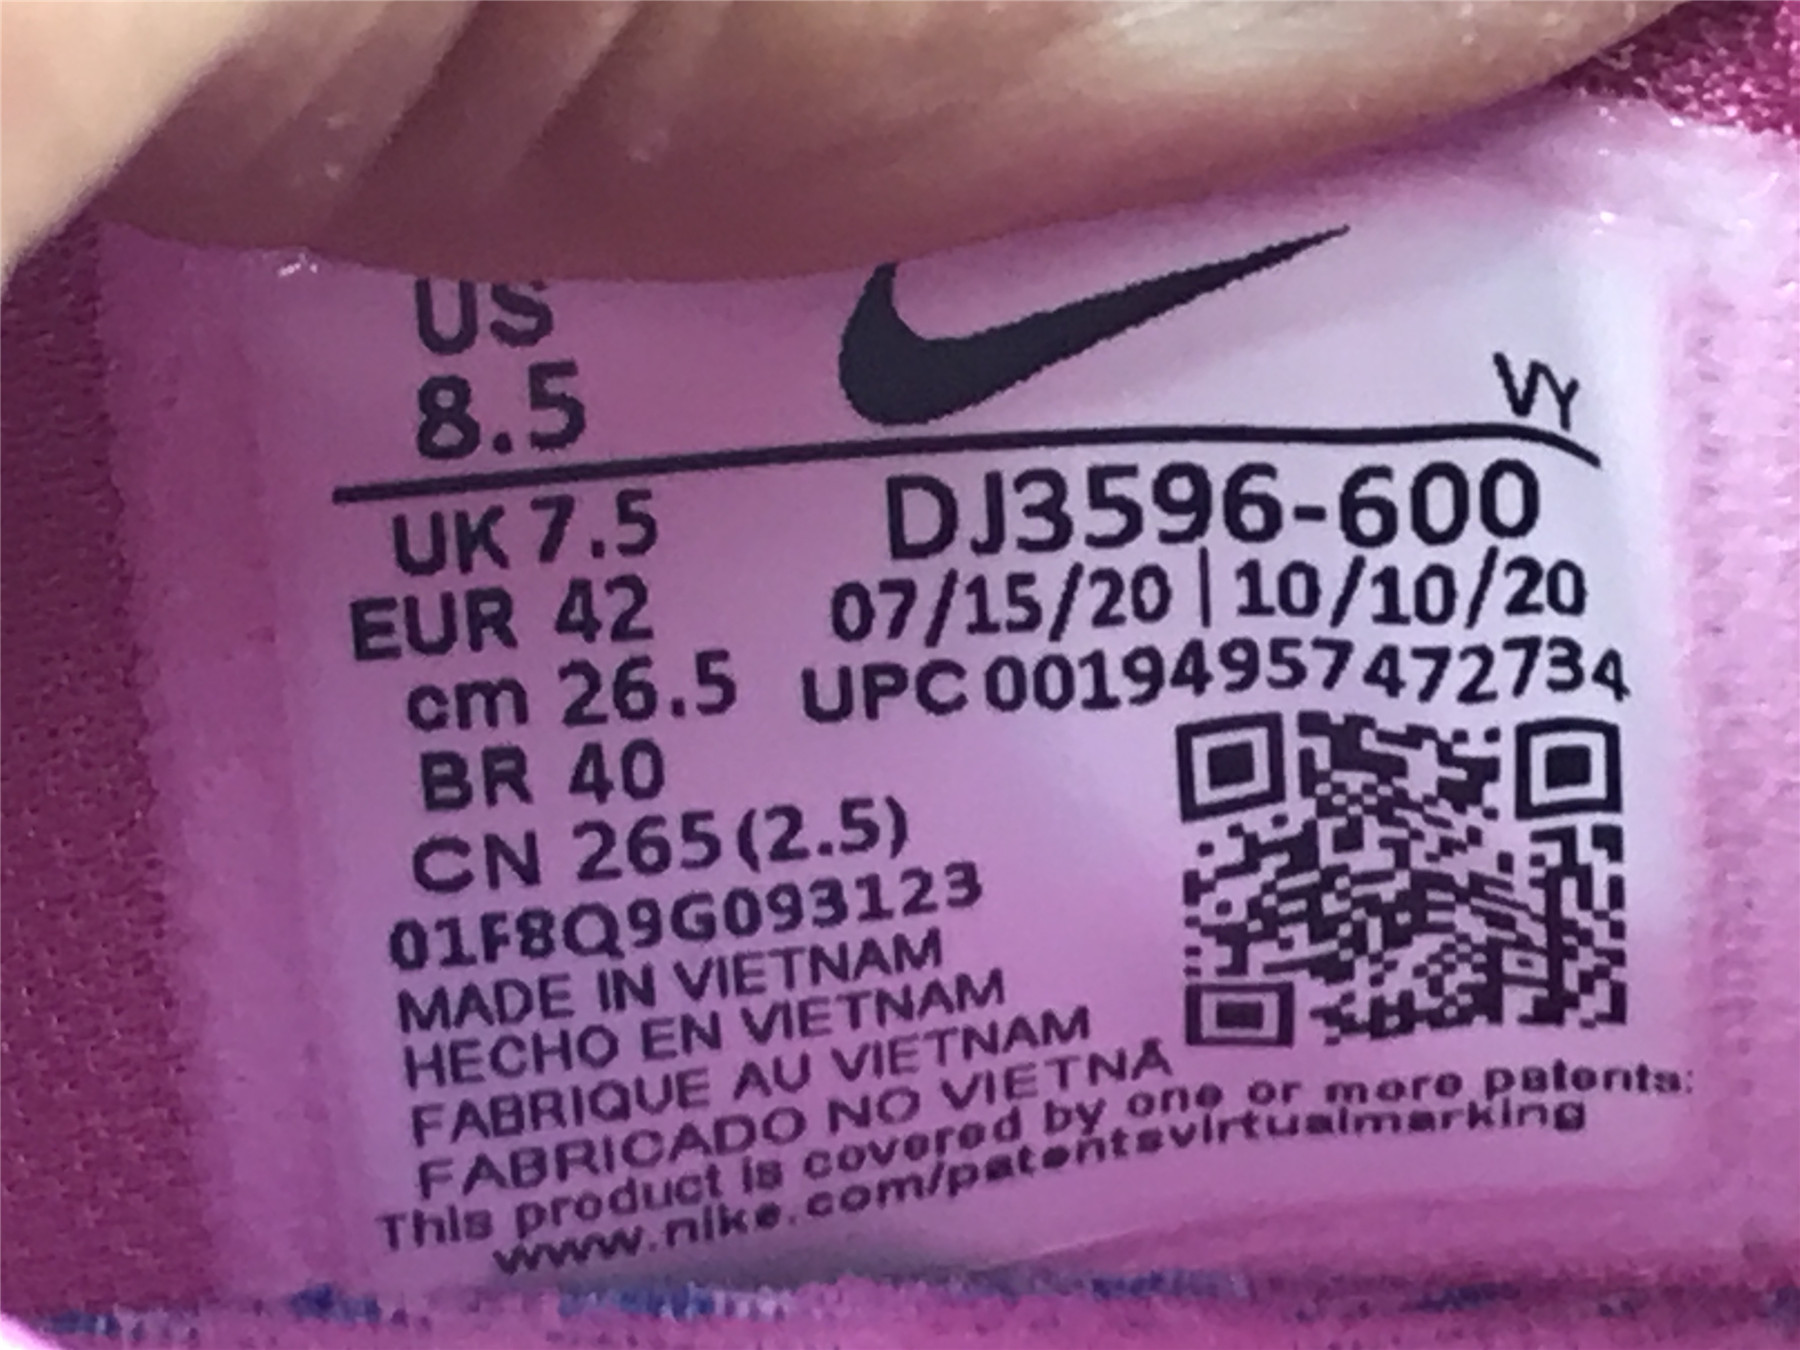 US
8.5
VY
UK 7.5
EUR 42
cm 26.5
BR 40
CN 265(2.5)
DJ3596-600
07/15/20 | 10/10/20
UPC 00194957472734
01F8Q9G093123
MADE IN VIETNAM
HECHO EN VIETNAM
FABRIQUE AU VIETNAM
FABRICADO NO VIETNÃ
This product is covered by one or more patents:
www.nike.com/patentsvirtualmarking